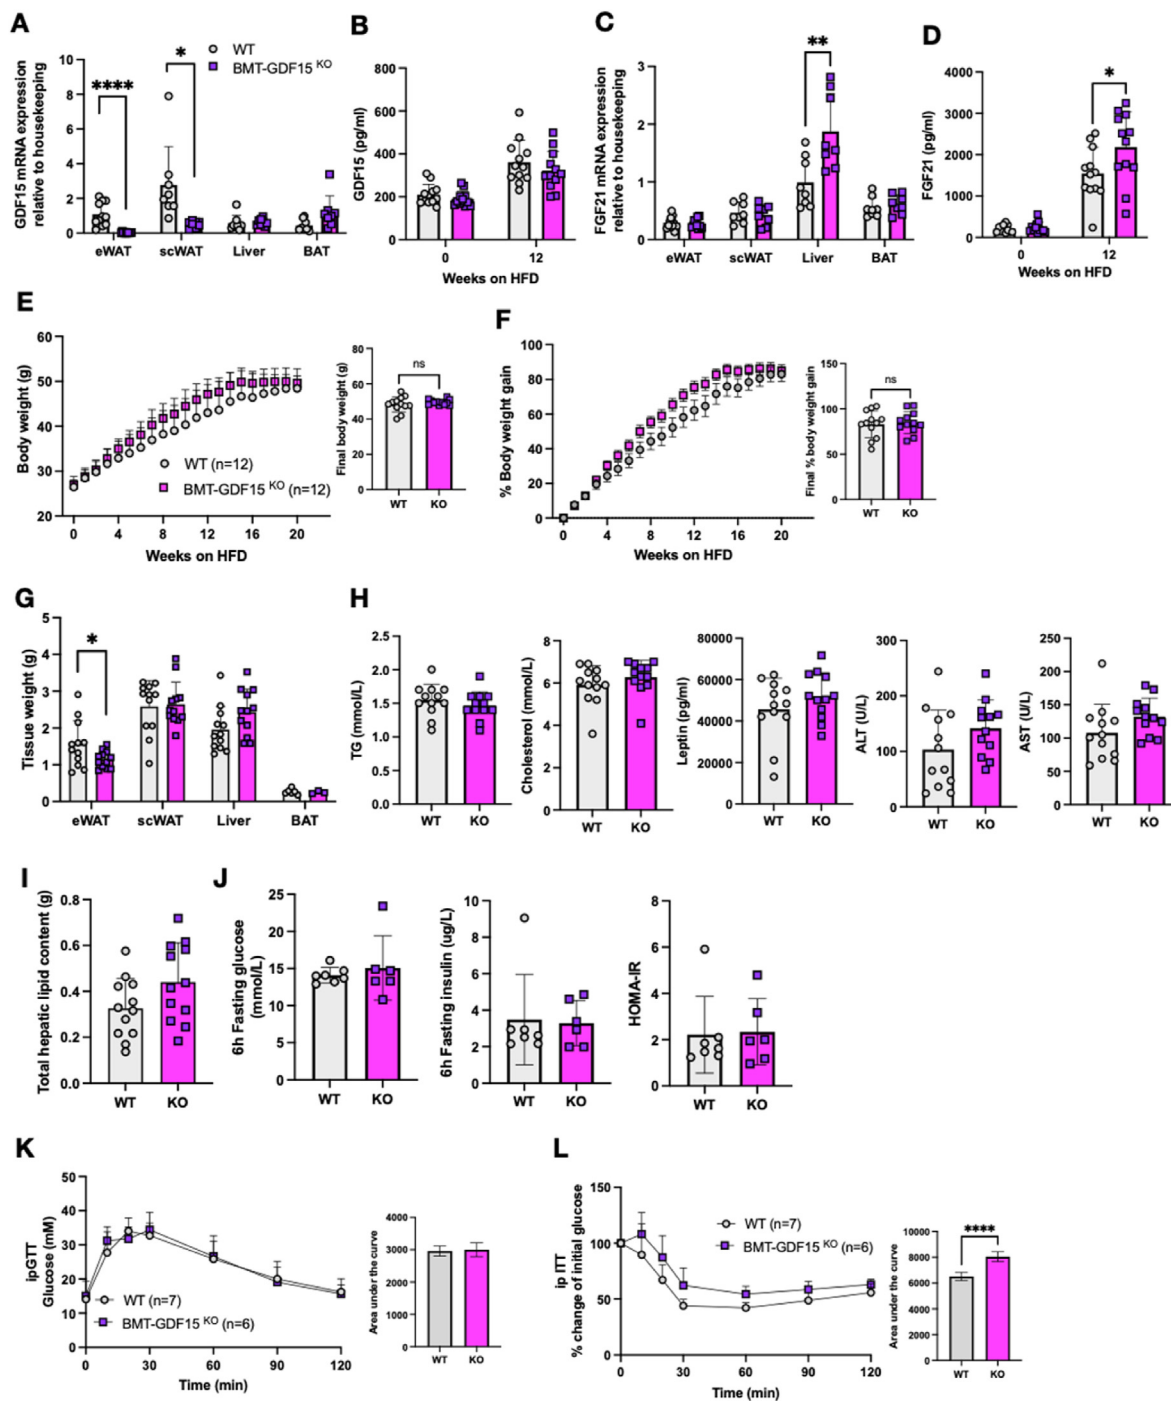 A
WT
BMT-GDF15 KO
GDF15 mRNA expression
relative to housekeeping
10
8
6
4
2
0
****
*
eWAT scWAT Liver BAT
B
GDF15 (pg/ml)
800
600
400
200
0
0 12
Weeks on HFD
C
FGF21 mRNA expression
relative to housekeeping
3
2
1
0
**
eWAT scWAT Liver BAT
D
FGF21 (pg/ml)
4000
3000
2000
1000
0
*
0 12
Weeks on HFD
E
Body weight (g)
60
50
40
30
20
WT (n=12)
BMT-GDF15 KO (n=12)
0 4 8 12 16 20
Weeks on HFD
Final body weight (g)
80
60
40
20
0
ns
WT KO
F
% Body weight gain
100
80
60
40
20
0
0 4 8 12 16 20
Weeks on HFD
Final % body weight gain
150
100
50
0
ns
WT KO
G
Tissue weight (g)
5
4
3
2
1
0
*
eWAT scWAT Liver BAT
H
TG (mmol/L)
2.5
2.0
1.5
1.0
0.5
0.0
WT KO
Cholesterol (mmol/L)
8
6
4
2
0
WT KO
Leptin (pg/ml)
80000
60000
40000
20000
0
WT KO
ALT (U/L)
300
200
100
0
WT KO
AST (U/L)
250
200
150
100
50
0
WT KO
I
Total hepatic lipid content (g)
0.8
0.6
0.4
0.2
0.0
WT KO
J
6h Fasting glucose
(mmol/L)
25
20
15
10
5
0
WT KO
6h Fasting insulin (ug/L)
10
8
6
4
2
0
WT KO
HOMA-IR
8
6
4
2
0
WT KO
K
ipGTT
Glucose (mM)
50
40
30
20
10
0
WT (n=7)
BMT-GDF15 KO (n=6)
0 30 60 90 120
Time (min)
Area under the curve
4000
3000
2000
1000
0
WT KO
L
ip ITT
% change of initial glucose
150
100
50
0
WT (n=7)
BMT-GDF15 KO (n=6)
0 30 60 90 120
Time (min)
Area under the curve
10000
8000
6000
4000
2000
0
****
WT KO